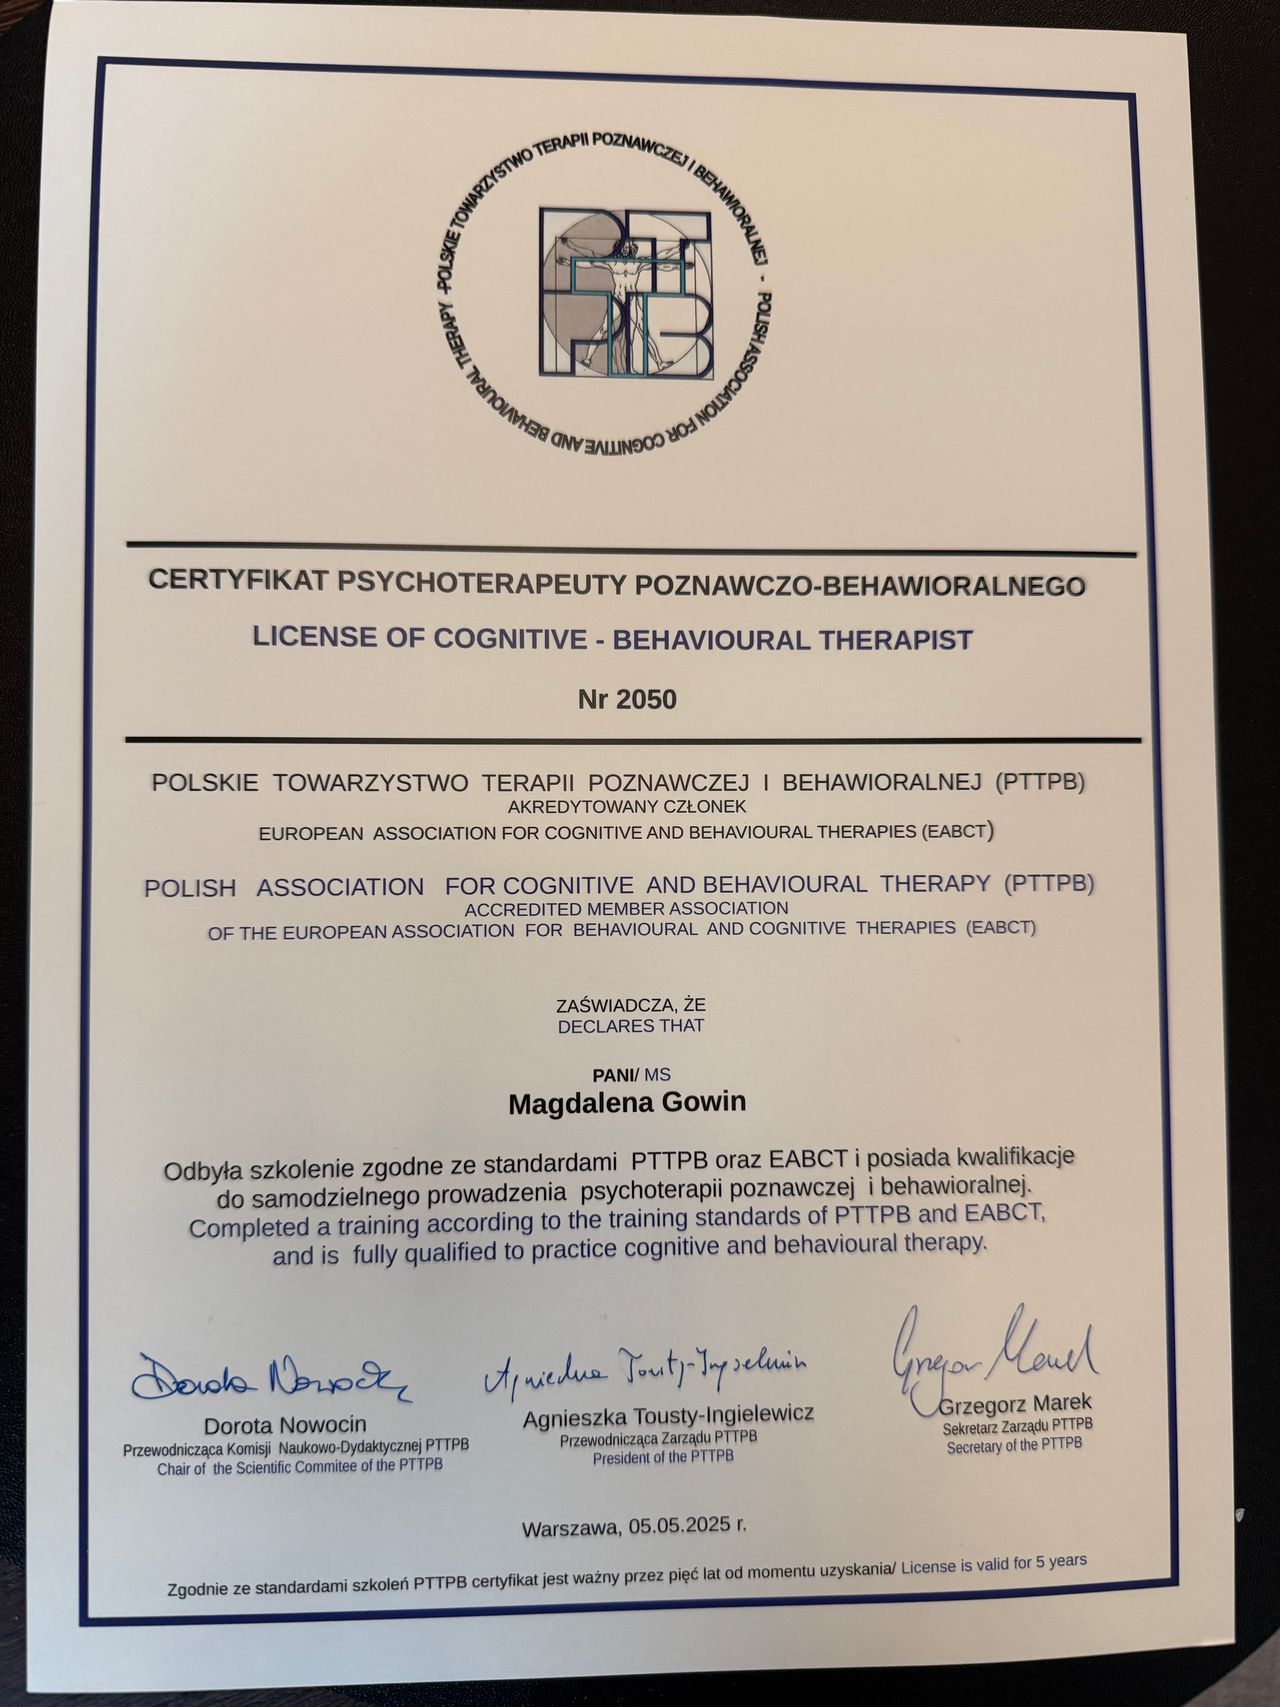 POLSKIE TOWARZYSTWO TERAPII POZNAWCZEJ I BEHAWIORALNEJ - POLISH ASSOCIATION FOR COGNITIVE AND BEHAVIOURAL THERAPY -
PT
PB
CERTYFIKAT PSYCHOTERAPEUTY POZNAWCZO-BEHAWIORALNEGO
LICENSE OF COGNITIVE - BEHAVIOURAL THERAPIST
Nr 2050
POLSKIE TOWARZYSTWO TERAPII POZNAWCZEJ I BEHAWIORALNEJ (PTTPB)
AKREDYTOWANY CZŁONEK
EUROPEAN ASSOCIATION FOR COGNITIVE AND BEHAVIOURAL THERAPIES (EABCT)
POLISH ASSOCIATION FOR COGNITIVE AND BEHAVIOURAL THERAPY (PTTPB)
ACCREDITED MEMBER ASSOCIATION
OF THE EUROPEAN ASSOCIATION FOR BEHAVIOURAL AND COGNITIVE THERAPIES (EABCT)
ZAŚWIADCZA, ŻE
DECLARES THAT
PANI/ MS
Magdalena Gowin
Odbyła szkolenie zgodne ze standardami PTTPB oraz EABCT i posiada kwalifikacje
do samodzielnego prowadzenia psychoterapii poznawczej i behawioralnej.
Completed a training according to the training standards of PTTPB and EABCT,
and is fully qualified to practice cognitive and behavioural therapy.
Dorota Nowocin
Przewodnicząca Komisji Naukowo-Dydaktycznej PTTPB
Chair of the Scientific Commitee of the PTTPB
Agnieszka Tousty-Ingielewicz
Przewodnicząca Zarządu PTTPB
President of the PTTPB
Grzegorz Marek
Sekretarz Zarządu PTTPB
Secretary of the PTTPB
Warszawa, 05.05.2025 r.
Zgodnie ze standardami szkoleń PTTPB certyfikat jest ważny przez pięć lat od momentu uzyskania/ License is valid for 5 years